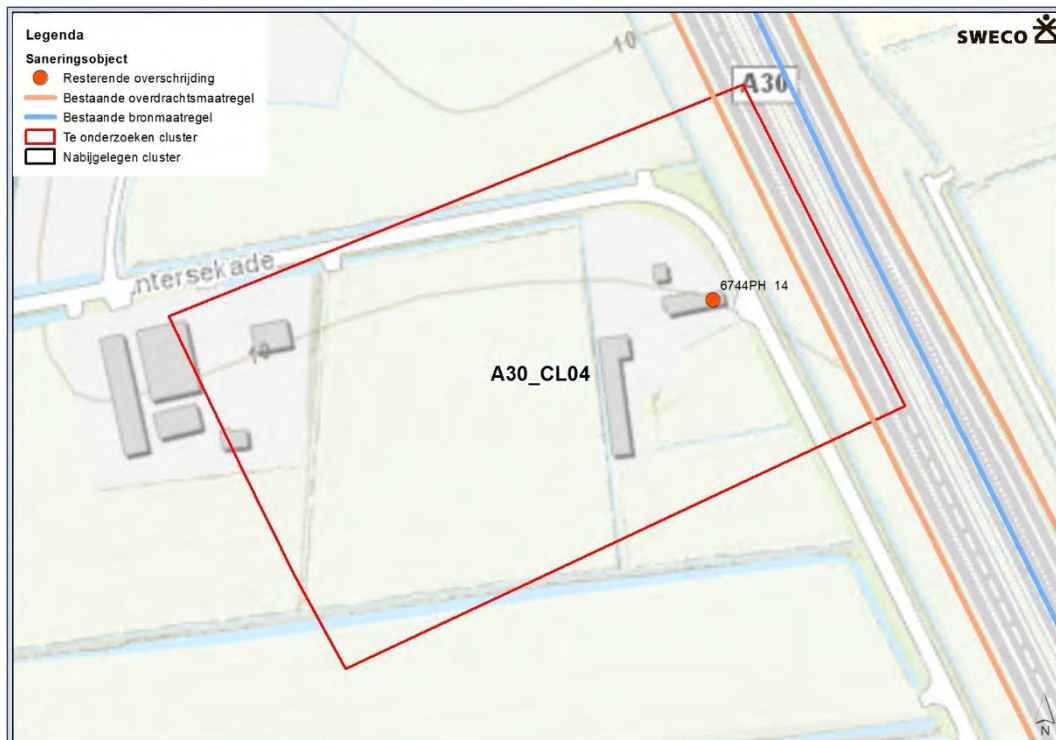 Legenda
Saneringsobject
Resterende overschrijding
Bestaande overdrachtsmaatregel
Bestaande bronmaatregel
Te onderzoeken cluster
Nabijgelegen cluster
SWECO
10
A30
ntersekade
6744PH 14
10
A30_CL04
N